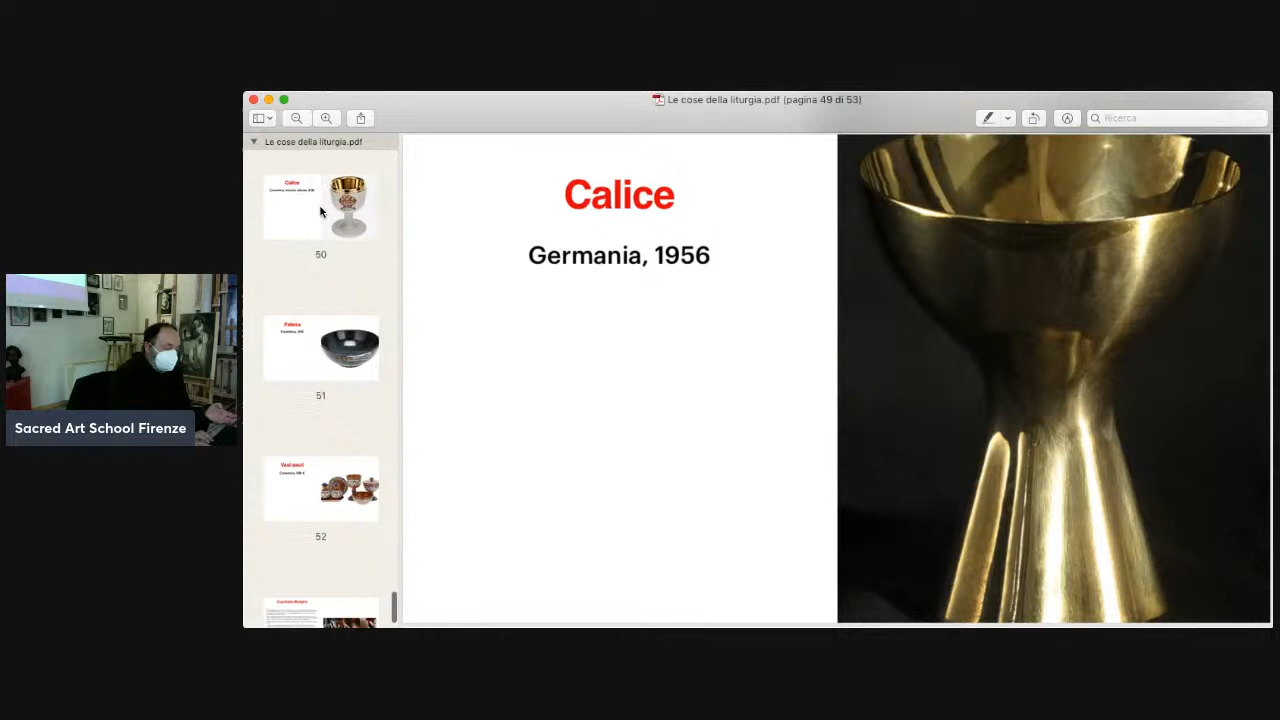 Le cose della liturgia.pdf (pagina 49 di 53)
Ricerca
Le cose della liturgia.pdf
Calice
50
Patena
51
Vasi sacri
52
Calice
Germania, 1956
Sacred Art School Firenze